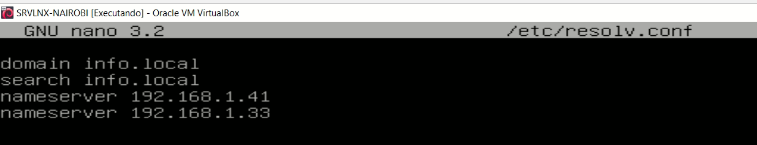 SRVLNX-NAIROBI [Executando] - Oracle VM VirtualBox
GNU nano 3.2 /etc/resolv.conf
domain info.local
search info.local
nameserver 192.168.1.41
nameserver 192.168.1.33